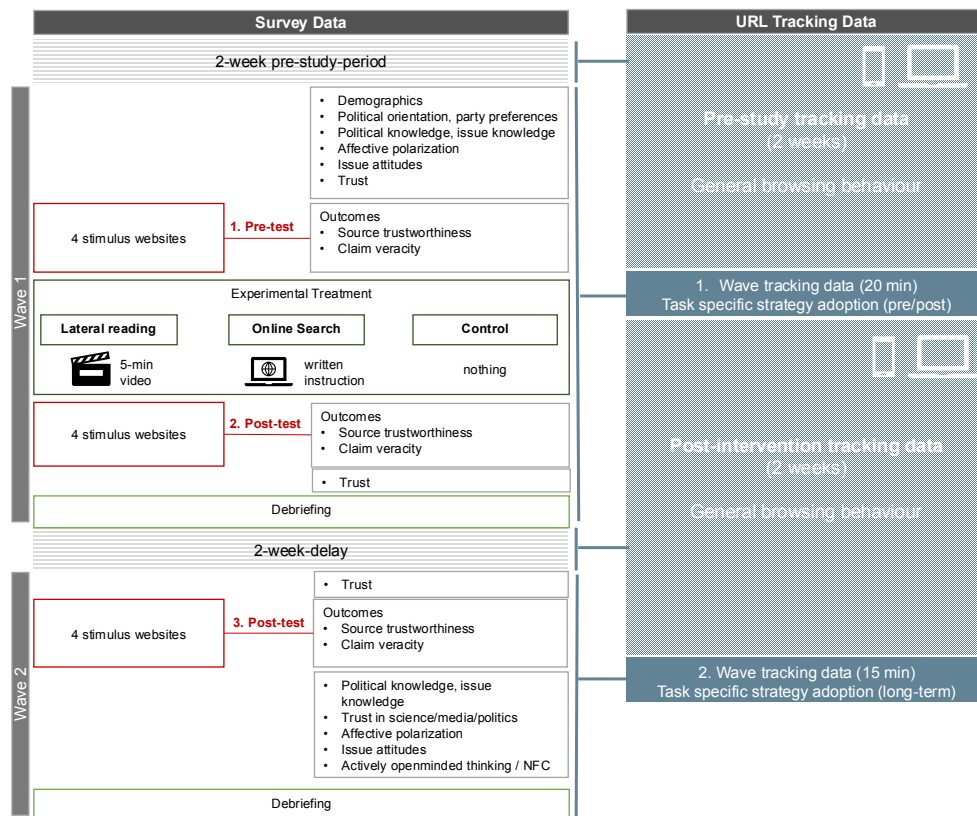 Survey Data
2-week pre-study-period
Wave 1
• Demographics
• Political orientation, party preferences
• Political knowledge, issue knowledge
• Affective polarization
• Issue attitudes
• Trust
4 stimulus websites
1. Pre-test
Outcomes
• Source trustworthiness
• Claim veracity
Experimental Treatment
Lateral reading
Online Search
Control
5-min
video
written
instruction
nothing
4 stimulus websites
2. Post-test
Outcomes
• Source trustworthiness
• Claim veracity
• Trust
Debriefing
2-week-delay
Wave 2
• Trust
4 stimulus websites
3. Post-test
Outcomes
• Source trustworthiness
• Claim veracity
• Political knowledge, issue
knowledge
• Trust in science/media/politics
• Affective polarization
• Issue attitudes
• Actively openminded thinking / NFC
Debriefing
URL Tracking Data
Pre-study tracking data
(2 weeks)
General browsing behaviour
1. Wave tracking data (20 min)
Task specific strategy adoption (pre/post)
Post-intervention tracking data
(2 weeks)
General browsing behaviour
2. Wave tracking data (15 min)
Task specific strategy adoption (long-term)